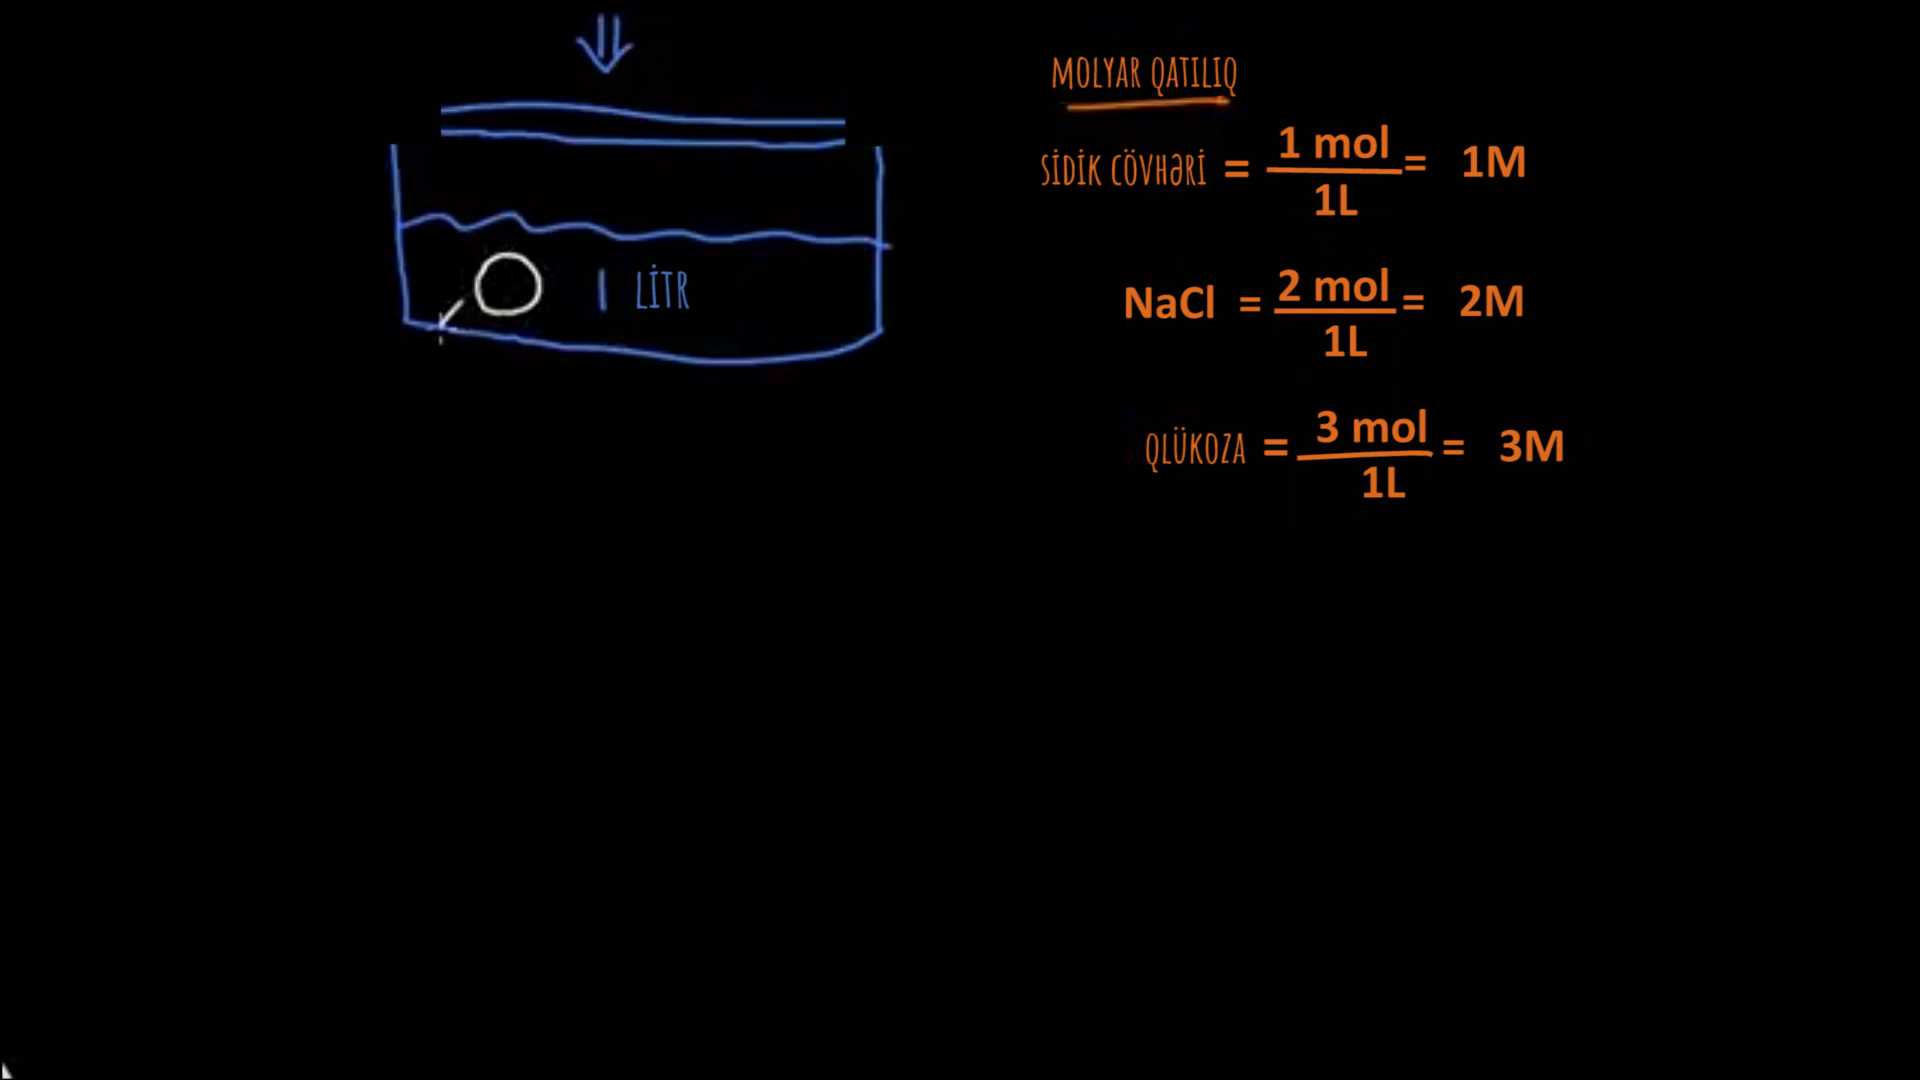 MOLYAR QATILIQ
SİDİK CÖVHƏRİ = 1 mol / 1L = 1M
1 LİTR
NaCl = 2 mol / 1L = 2M
QLÜKOZA = 3 mol / 1L = 3M